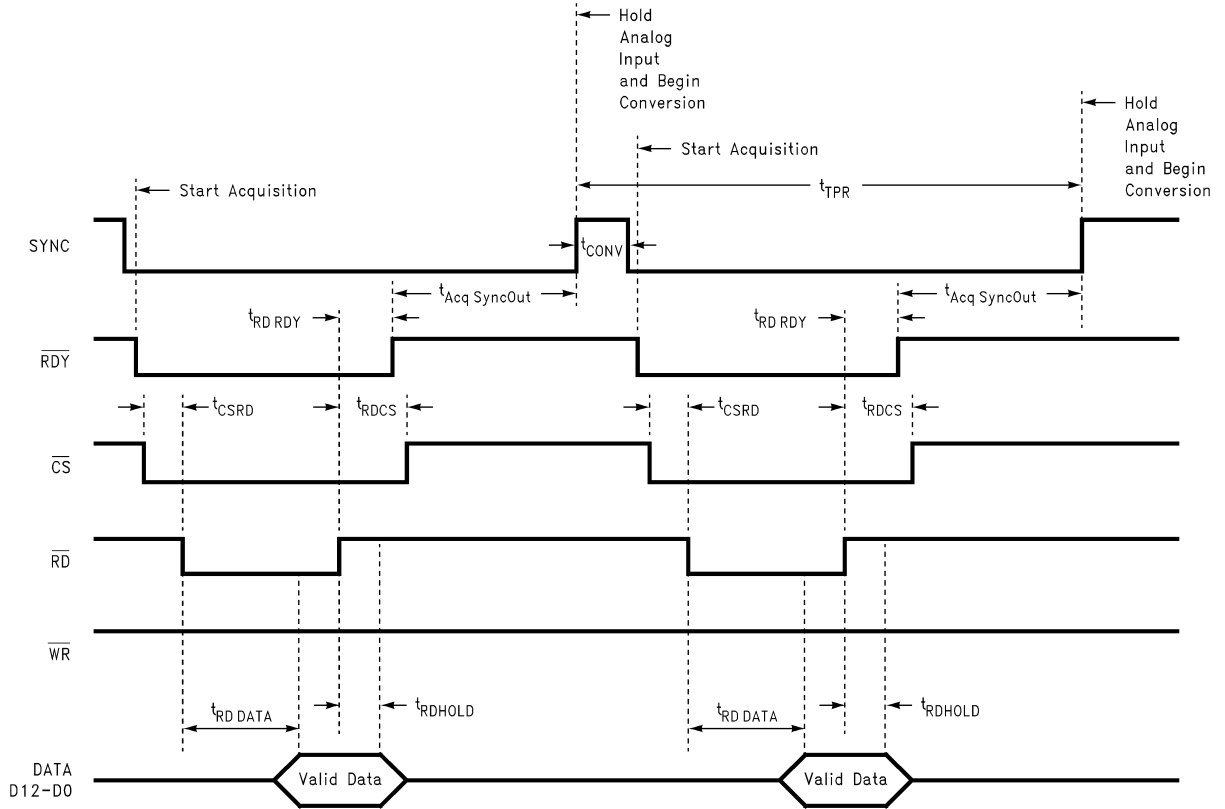 Hold
Analog
Input
and Begin
Conversion
Hold
Analog
Input
and Begin
Conversion
Start Acquisition
Start Acquisition
tTPR
SYNC
tCONV
tAcq SyncOut
tAcq SyncOut
tRD RDY
tRD RDY
RDY
tCSRD
tRDCS
tCSRD
tRDCS
CS
RD
WR
tRD DATA
tRDHOLD
tRD DATA
tRDHOLD
DATA
D12-D0
Valid Data
Valid Data